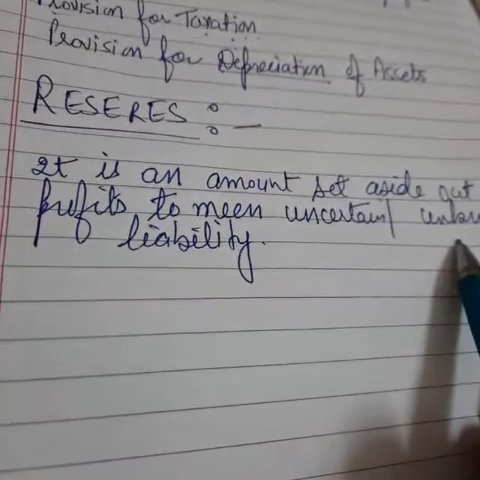 Provision for Taxation
Provision for Depreciation of Assets
RESERES :-
It is an amount set aside out
profits to meen uncertain/
liability.